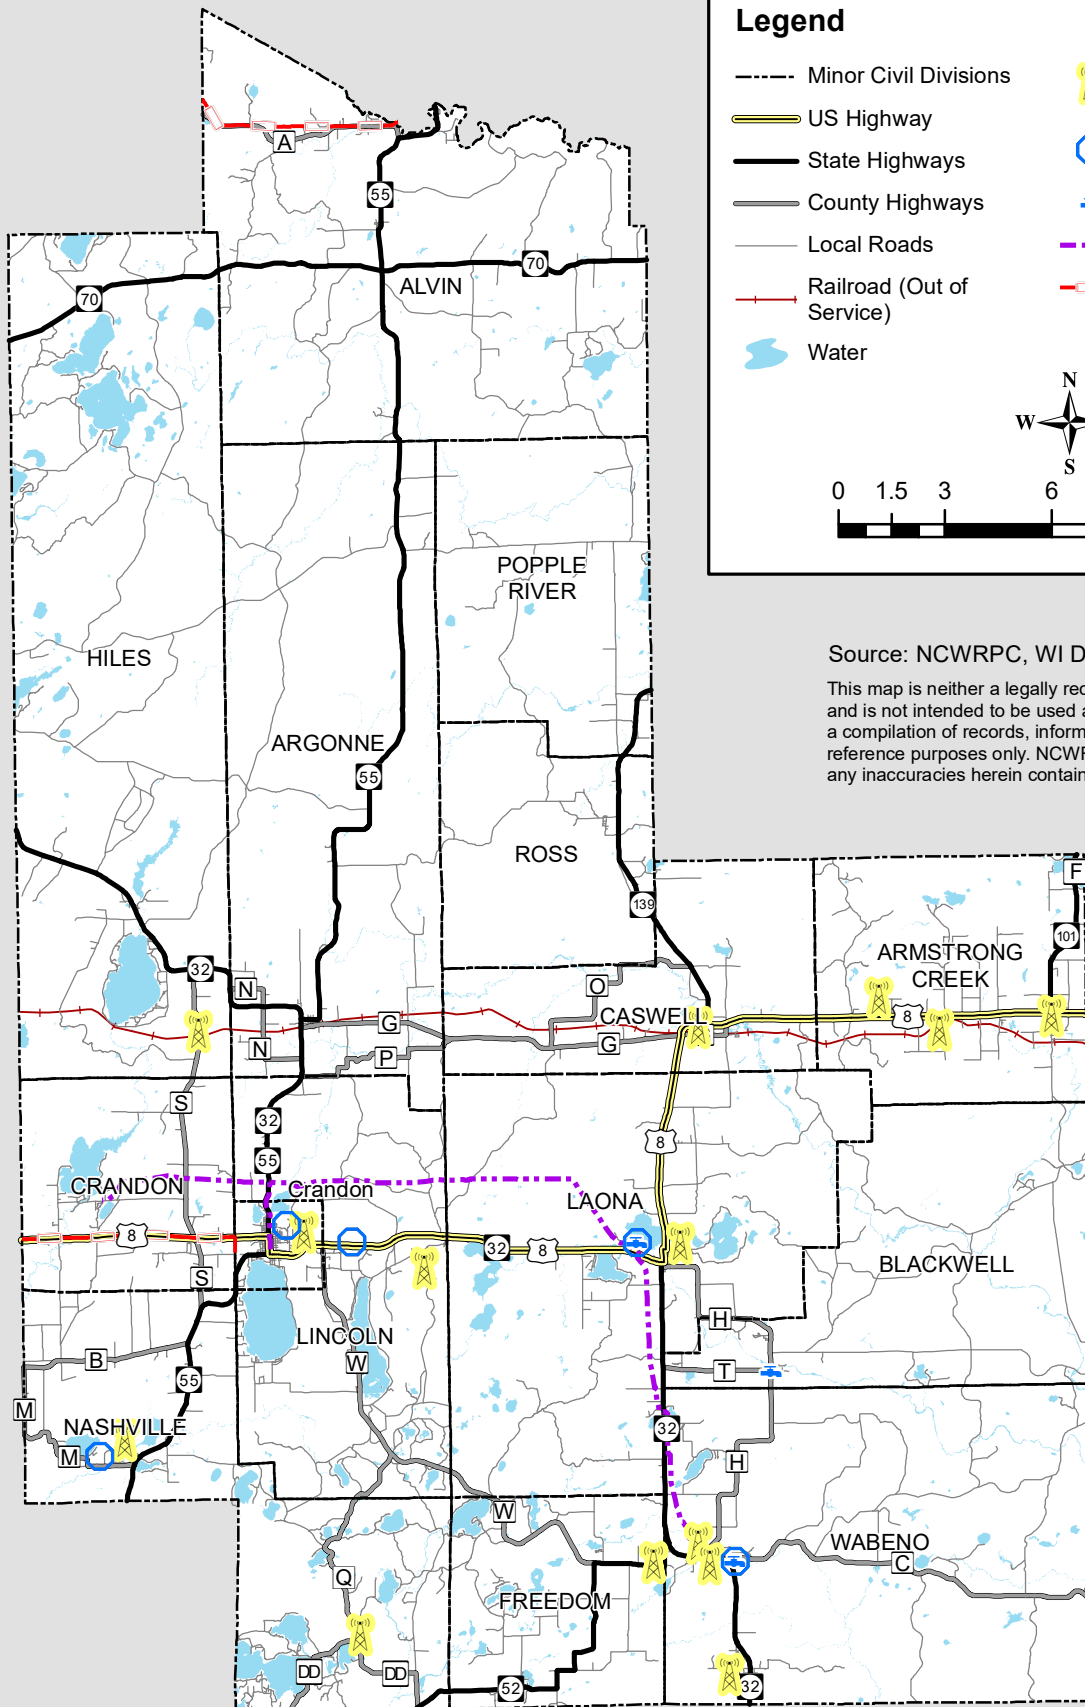 Legend
Minor Civil Divisions
US Highway
State Highways
County Highways
Local Roads
Railroad (Out of
Service)
Water
N
W
S
0 1.5 3 6
Source: NCWRPC, WI D
This map is neither a legally rec
and is not intended to be used a
a compilation of records, inform
reference purposes only. NCWR
any inaccuracies herein contain
A
55
70
ALVIN
70
POPPLE
RIVER
HILES
ARGONNE
55
ROSS
F
139
101
ARMSTRONG
CREEK
32
N
O
G
CASWELL
8
N
P
G
S
32
8
55
CRANDON
Crandon
LAONA
8
32
8
S
BLACKWELL
H
LINCOLN
B
W
T
55
M
NASHVILLE
32
M
H
W
WABENO
C
Q
FREEDOM
DD
DD
52
32